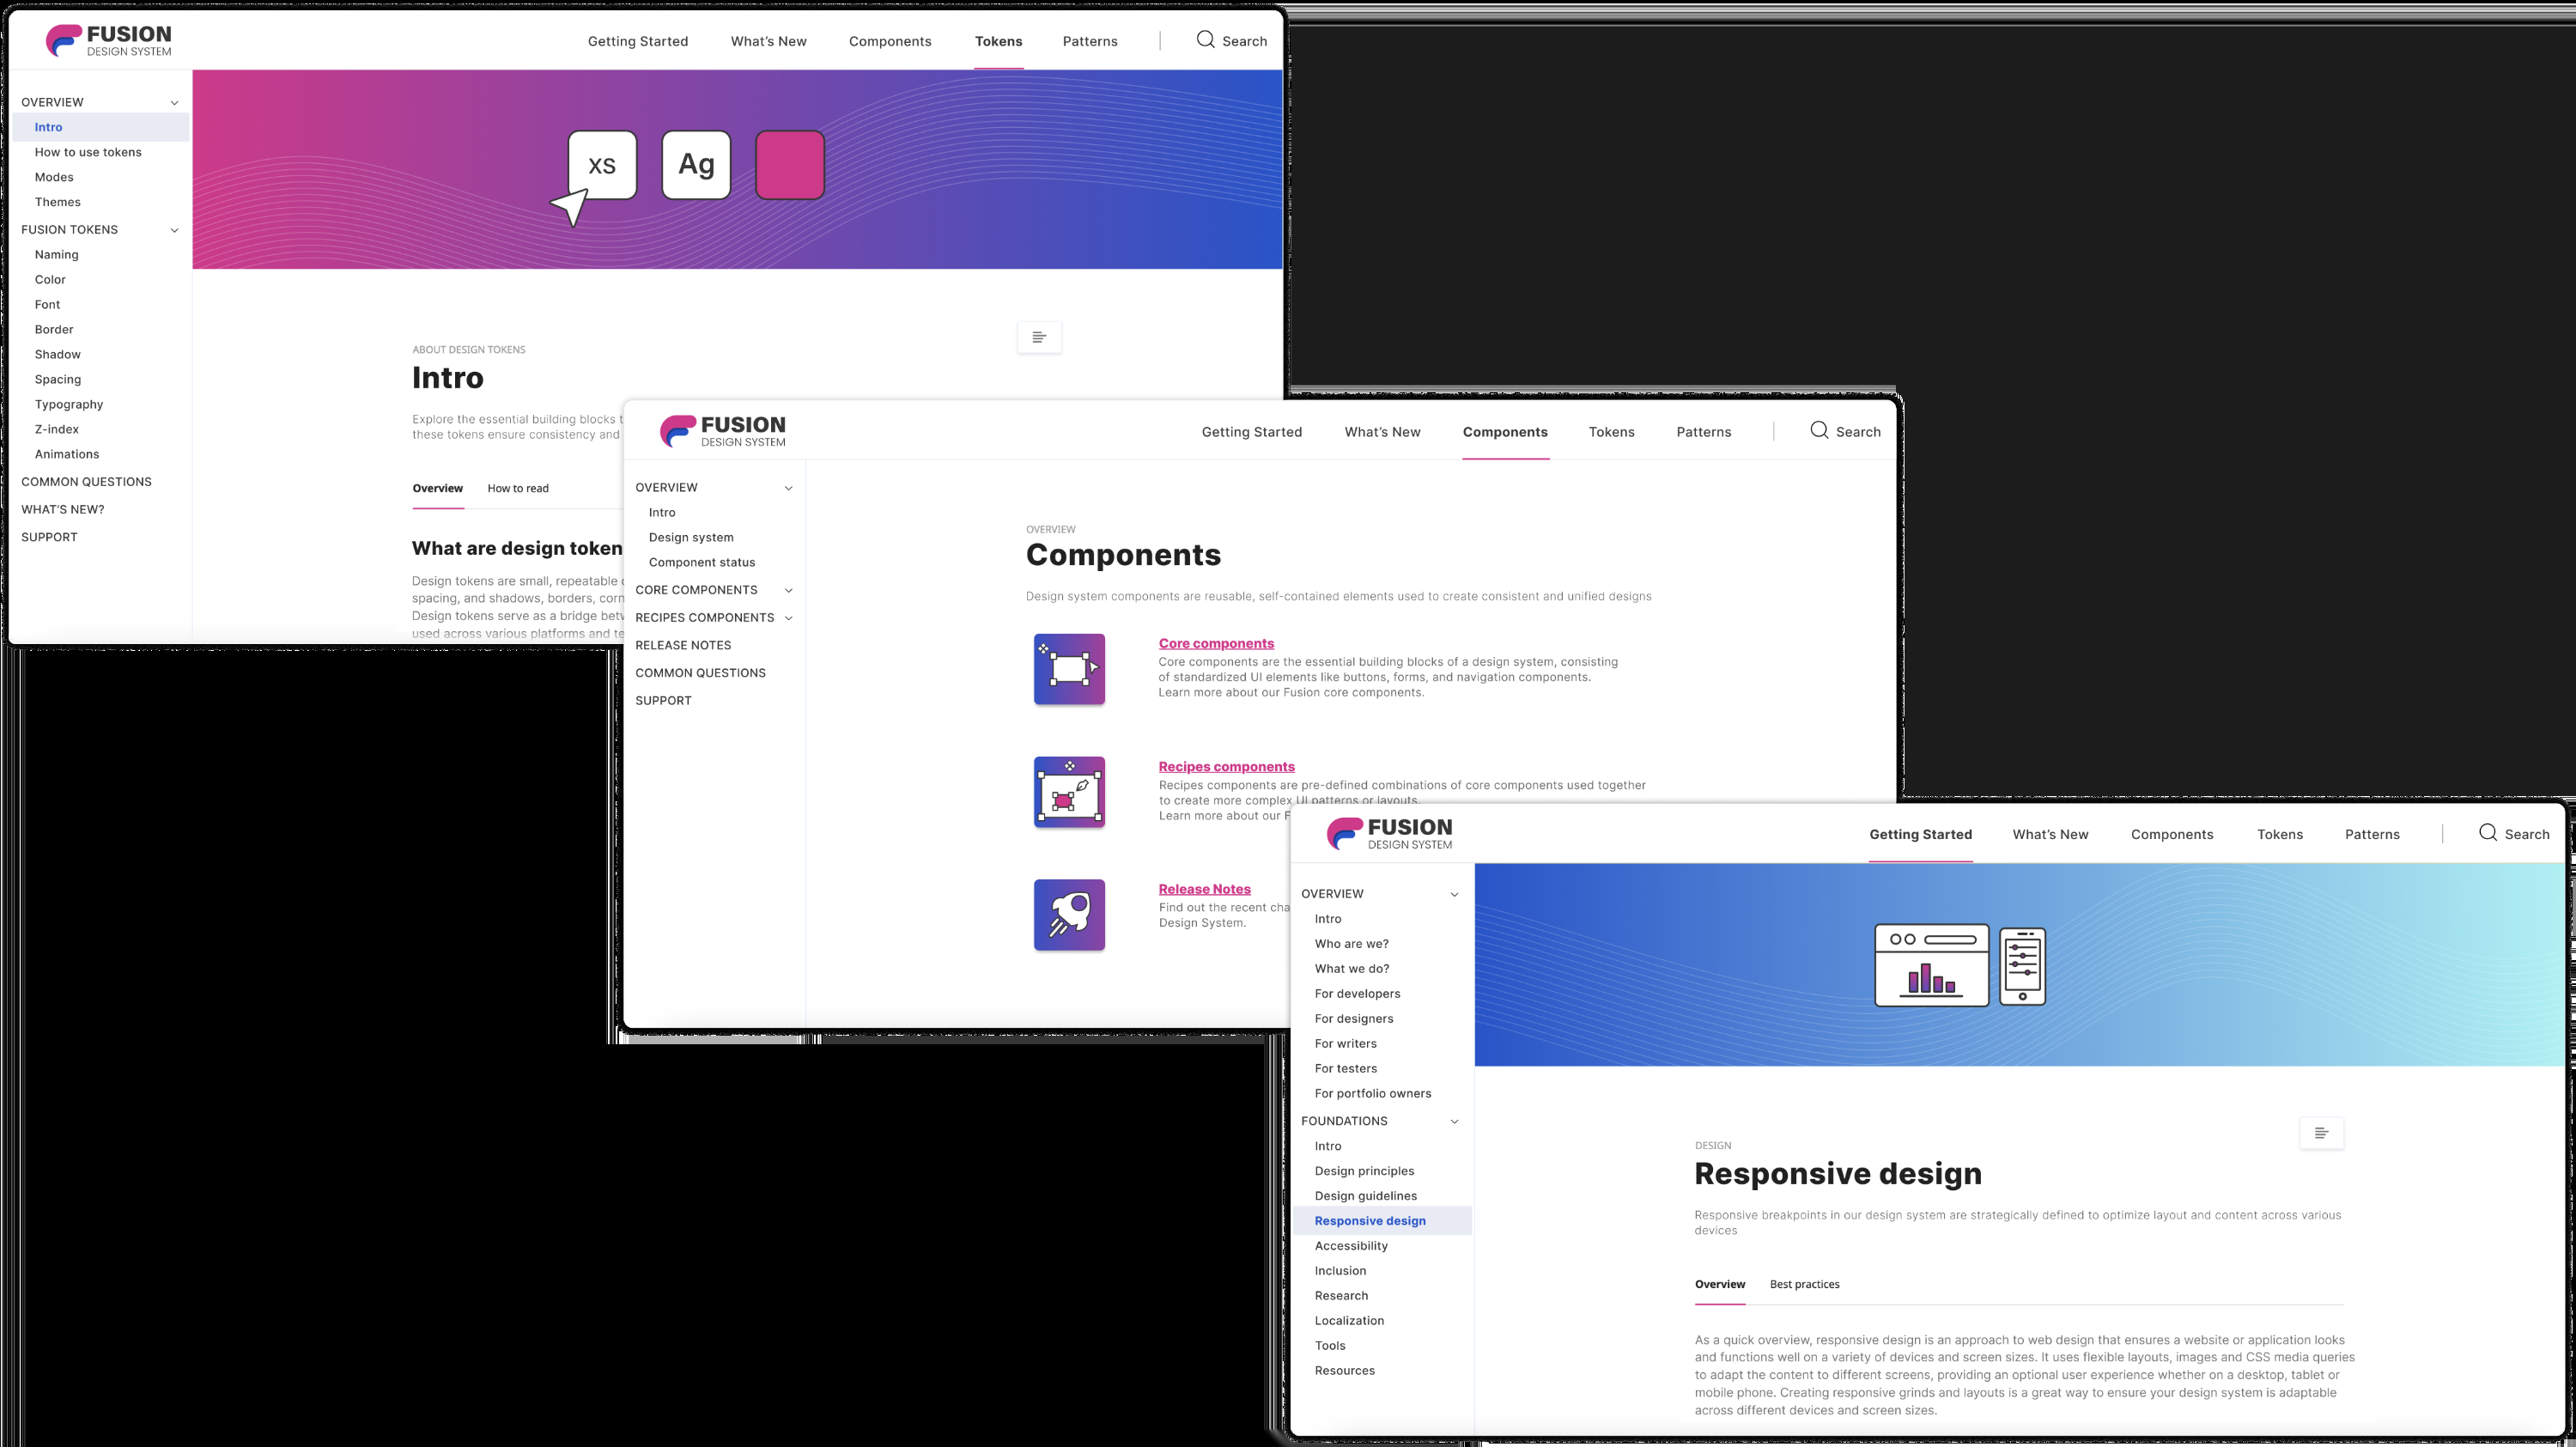 FUSION
DESIGN SYSTEM
Getting Started
What's New
Components
Tokens
Patterns
Search
OVERVIEW
Intro
How to use tokens
Modes
Themes
FUSION TOKENS
Naming
Color
Font
Border
Shadow
Spacing
Typography
Z-index
Animations
COMMON QUESTIONS
WHAT'S NEW?
SUPPORT
XS
Ag
ABOUT DESIGN TOKENS
Intro
Explore the essential building blocks
these tokens ensure consistency and
Overview
How to read
What are design token
Design tokens are small, repeatable
spacing, and shadows, borders, corn
Design tokens serve as a bridge betw
used across various platforms and te
FUSION
DESIGN SYSTEM
Getting Started
What's New
Components
Tokens
Patterns
Search
OVERVIEW
Intro
Design system
Component status
CORE COMPONENTS
RECIPES COMPONENTS
RELEASE NOTES
COMMON QUESTIONS
SUPPORT
OVERVIEW
Components
Design system components are reusable, self-contained elements used to create consistent and unified designs
Core components
Core components are the essential building blocks of a design system, consisting
of standardized UI elements like buttons, forms, and navigation components.
Learn more about our Fusion core components.
Recipes components
Recipes components are pre-defined combinations of core components used together
to create more complex UI patterns or layouts.
Learn more about our F
Release Notes
Find out the recent cha
Design System.
FUSION
DESIGN SYSTEM
Getting Started
What's New
Components
Tokens
Patterns
Search
OVERVIEW
Intro
Who are we?
What we do?
For developers
For designers
For writers
For testers
For portfolio owners
FOUNDATIONS
Intro
Design principles
Design guidelines
Responsive design
Accessibility
Inclusion
Research
Localization
Tools
Resources
DESIGN
Responsive design
Responsive breakpoints in our design system are strategically defined to optimize layout and content across various
devices
Overview
Best practices
As a quick overview, responsive design is an approach to web design that ensures a website or application looks
and functions well on a variety of devices and screen sizes. It uses flexible layouts, images and CSS media queries
to adapt the content to different screens, providing an optional user experience whether on a desktop, tablet or
mobile phone. Creating responsive grinds and layouts is a great way to ensure your design system is adaptable
across different devices and screen sizes.